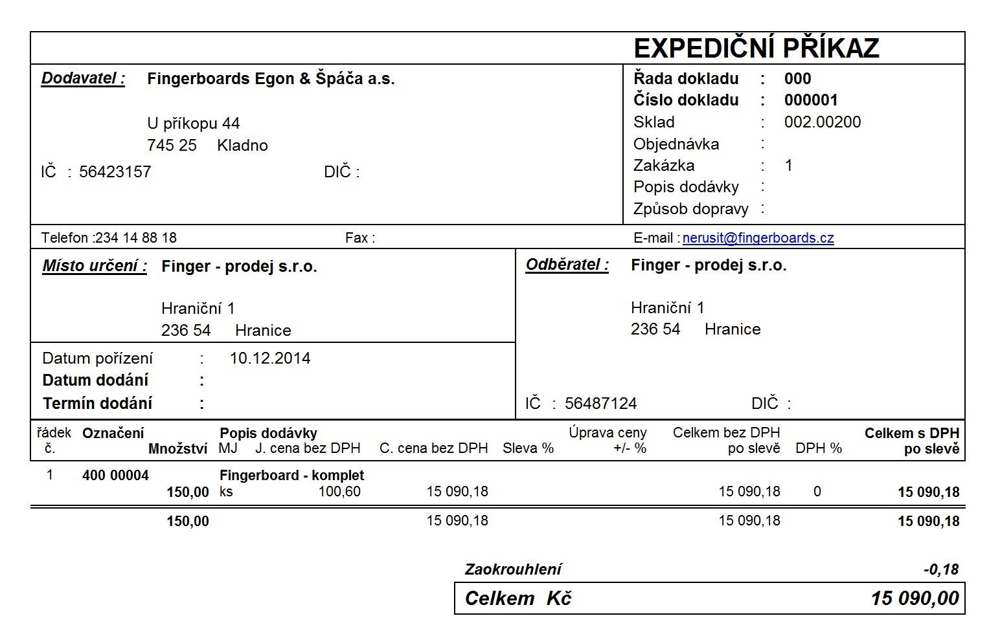 EXPEDIČNÍ PŘÍKAZ
Dodavatel : Fingerboards Egon & Špáča a.s.
U příkopu 44
745 25 Kladno
IČ : 56423157 DIČ :
Řada dokladu : 000
Číslo dokladu : 000001
Sklad : 002.00200
Objednávka :
Zakázka : 1
Popis dodávky :
Způsob dopravy :
Telefon :234 14 88 18 Fax : E-mail : nerusit@fingerboards.cz
Místo určení : Finger - prodej s.r.o.
Hraniční 1
236 54 Hranice
Datum pořízení : 10.12.2014
Datum dodání :
Termín dodání :
Odběratel : Finger - prodej s.r.o.
Hraniční 1
236 54 Hranice
IČ : 56487124 DIČ :
řádek Označení Popis dodávky Úprava ceny Celkem bez DPH Celkem s DPH
č. Množství MJ J. cena bez DPH C. cena bez DPH Sleva % +/- % po slevě DPH % po slevě
1 400 00004 Fingerboard - komplet
150,00 ks 100,60 15 090,18 15 090,18 0 15 090,18
150,00 15 090,18 15 090,18 15 090,18
Zaokrouhlení -0,18
Celkem Kč 15 090,00